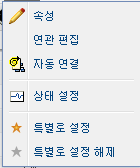 속성
연관 편집
자동 연결
상태 설정
특별로 설정
특별로 설정 해제